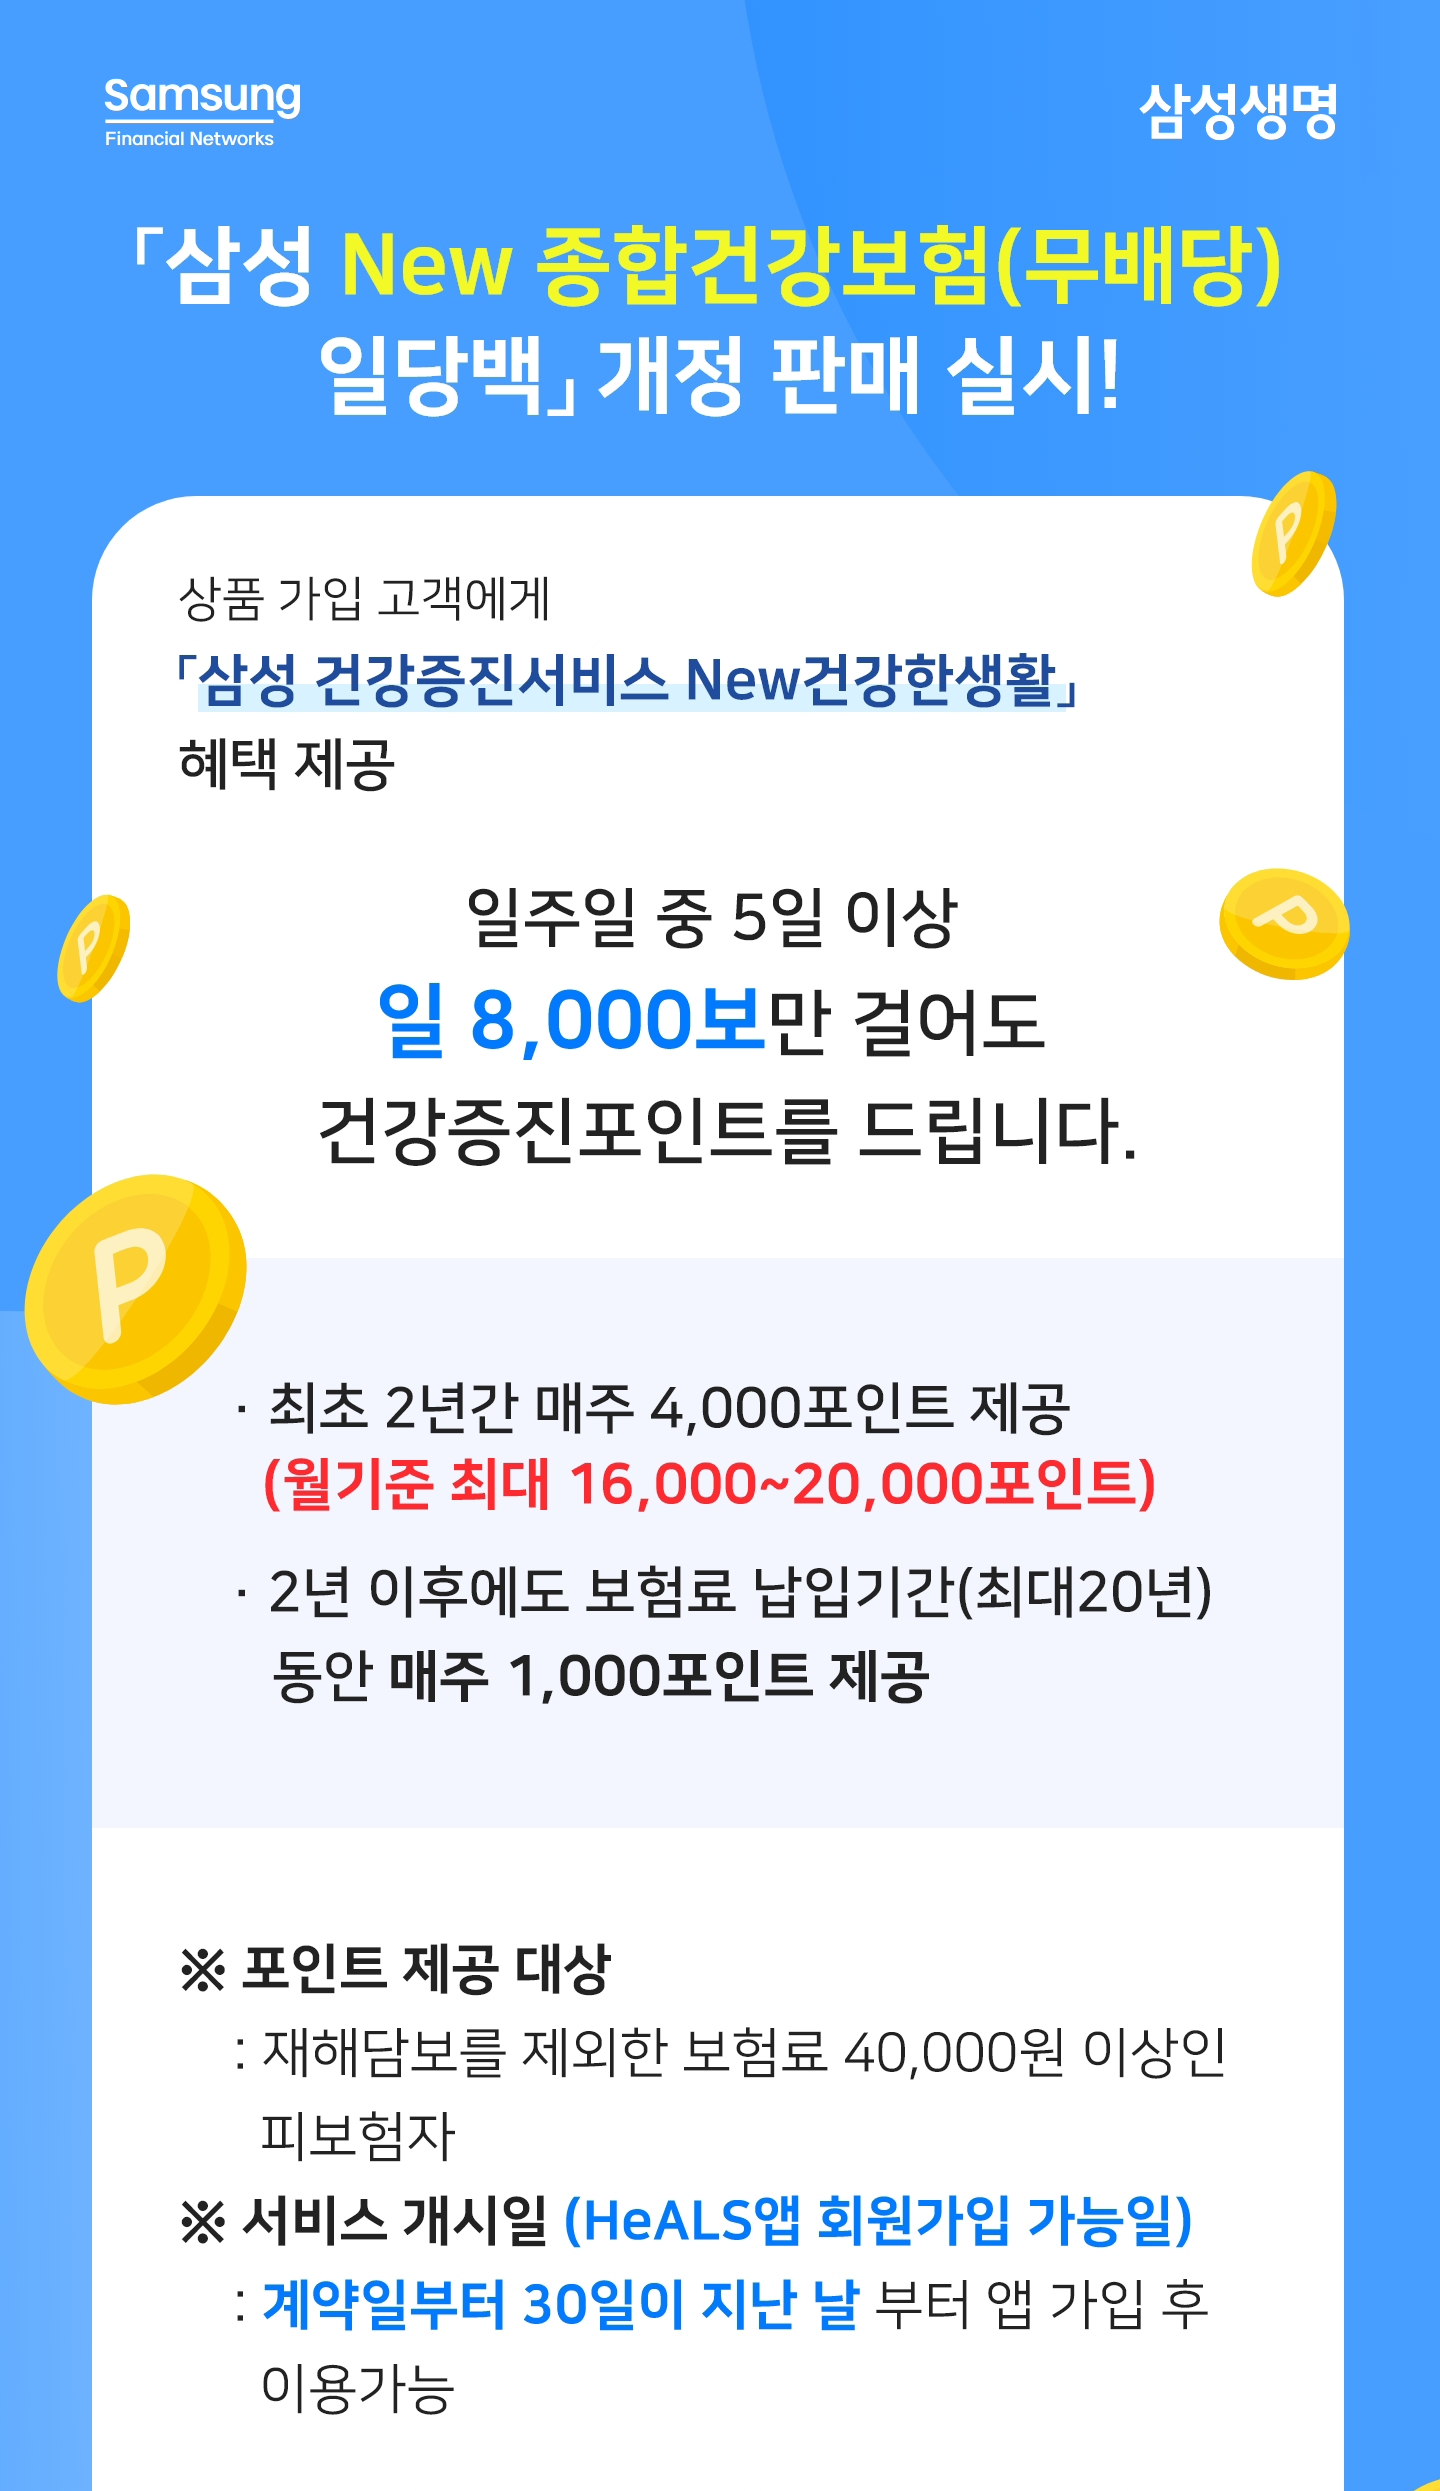 Samsung
Financial Networks
삼성생명
「삼성 New 종합건강보험(무배당)
일당백」 개정 판매 실시!
상품 가입 고객에게
「삼성 건강증진서비스 New건강한생활」
혜택 제공
일주일 중 5일 이상
일 8,000보만 걸어도
건강증진포인트를 드립니다.
P
P
P
P
· 최초 2년간 매주 4,000포인트 제공
(월기준 최대 16,000~20,000포인트)
· 2년 이후에도 보험료 납입기간(최대20년)
동안 매주 1,000포인트 제공
※ 포인트 제공 대상
: 재해담보를 제외한 보험료 40,000원 이상인
피보험자
※ 서비스 개시일 (HeALS앱 회원가입 가능일)
: 계약일부터 30일이 지난 날 부터 앱 가입 후
이용가능